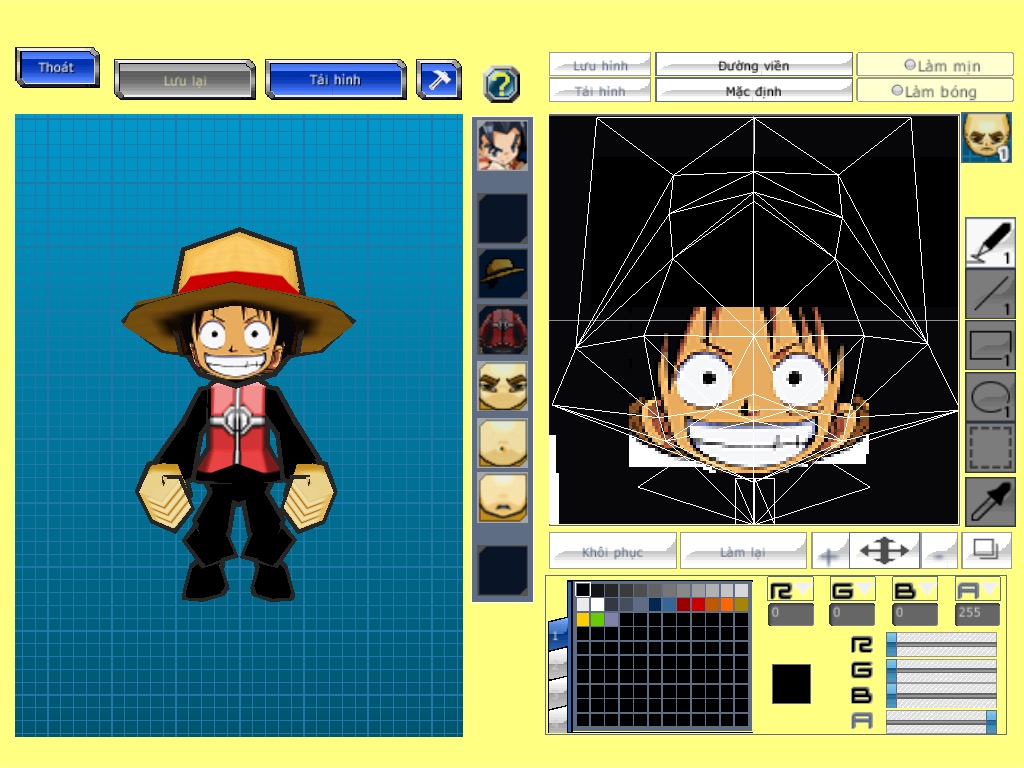 Thoát
Lưu lại
Tải hình
?
Lưu hình
Đường viền
Làm mịn
Tải hình
Mặc định
Làm bóng
1
1
1
1
1
Khôi phục
Làm lại
+
-
1
R
G
B
A
0
0
0
255
R
G
B
A